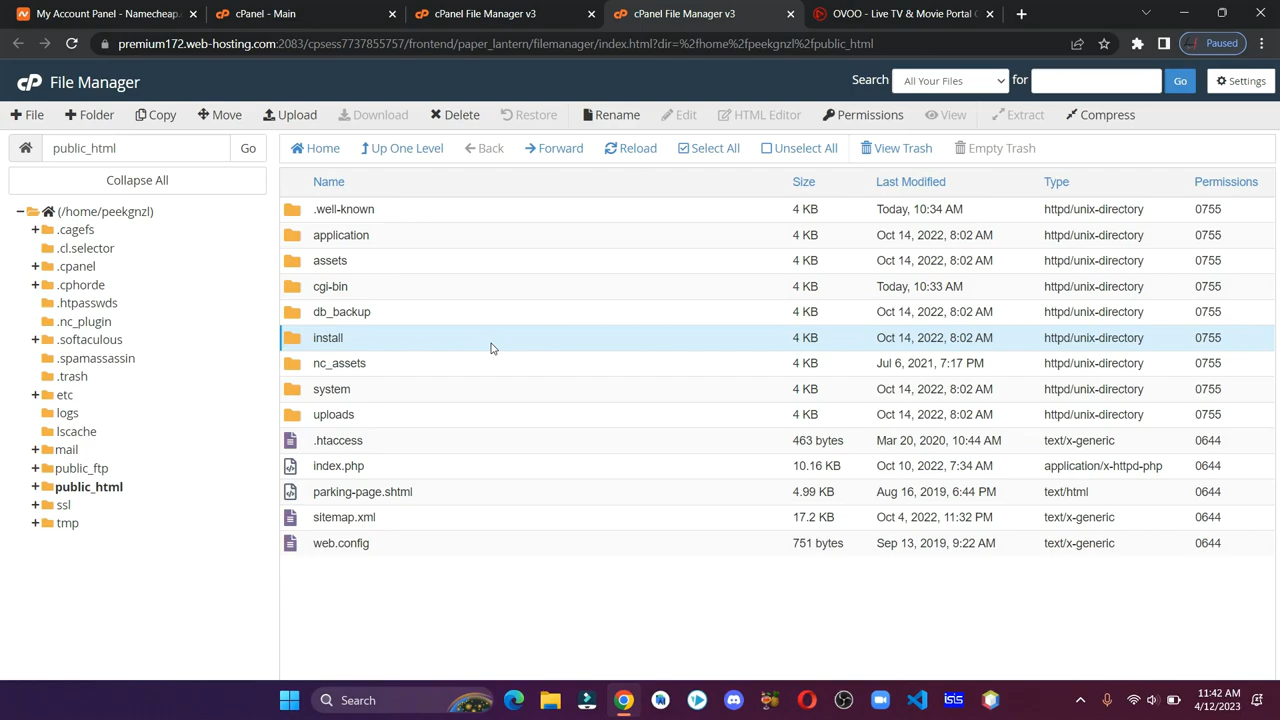 My Account Panel - Namecheap. cPanel - Main cPanel File Manager v3 cPanel File Manager v3 OVOO - Live TV & Movie Portal C
premium172.web-hosting.com:2083/cpsess7737855757/frontend/paper_lantern/filemanager/index.html?dir=%2fhome%2fpeekgnzl%2fpublic_html Paused
cP File Manager Search All Your Files for Go Settings
File Folder Copy Move Upload Download Delete Restore Rename Edit HTML Editor Permissions View Extract Compress
public_html Go Home Up One Level Back Forward Reload Select All Unselect All View Trash Empty Trash
Collapse All
Name Size Last Modified Type Permissions
.well-known 4 KB Today, 10:34 AM httpd/unix-directory 0755
application 4 KB Oct 14, 2022, 8:02 AM httpd/unix-directory 0755
assets 4 KB Oct 14, 2022, 8:02 AM httpd/unix-directory 0755
cgi-bin 4 KB Today, 10:33 AM httpd/unix-directory 0755
db_backup 4 KB Oct 14, 2022, 8:02 AM httpd/unix-directory 0755
install 4 KB Oct 14, 2022, 8:02 AM httpd/unix-directory 0755
nc_assets 4 KB Jul 6, 2021, 7:17 PM httpd/unix-directory 0755
system 4 KB Oct 14, 2022, 8:02 AM httpd/unix-directory 0755
uploads 4 KB Oct 14, 2022, 8:02 AM httpd/unix-directory 0755
.htaccess 463 bytes Mar 20, 2020, 10:44 AM text/x-generic 0644
index.php 10.16 KB Oct 10, 2022, 7:34 AM application/x-httpd-php 0644
parking-page.shtml 4.99 KB Aug 16, 2019, 6:44 PM text/html 0644
sitemap.xml 17.2 KB Oct 4, 2022, 11:32 PM text/x-generic 0644
web.config 751 bytes Sep 13, 2019, 9:22 AM text/x-generic 0644
(/home/peekgnzl)
.cagefs
.cl.selector
.cpanel
.cphorde
.htpasswds
.nc_plugin
.softaculous
.spamassassin
.trash
etc
logs
lscache
mail
public_ftp
public_html
ssl
tmp
Search isis 11:42 AM
4/12/2023